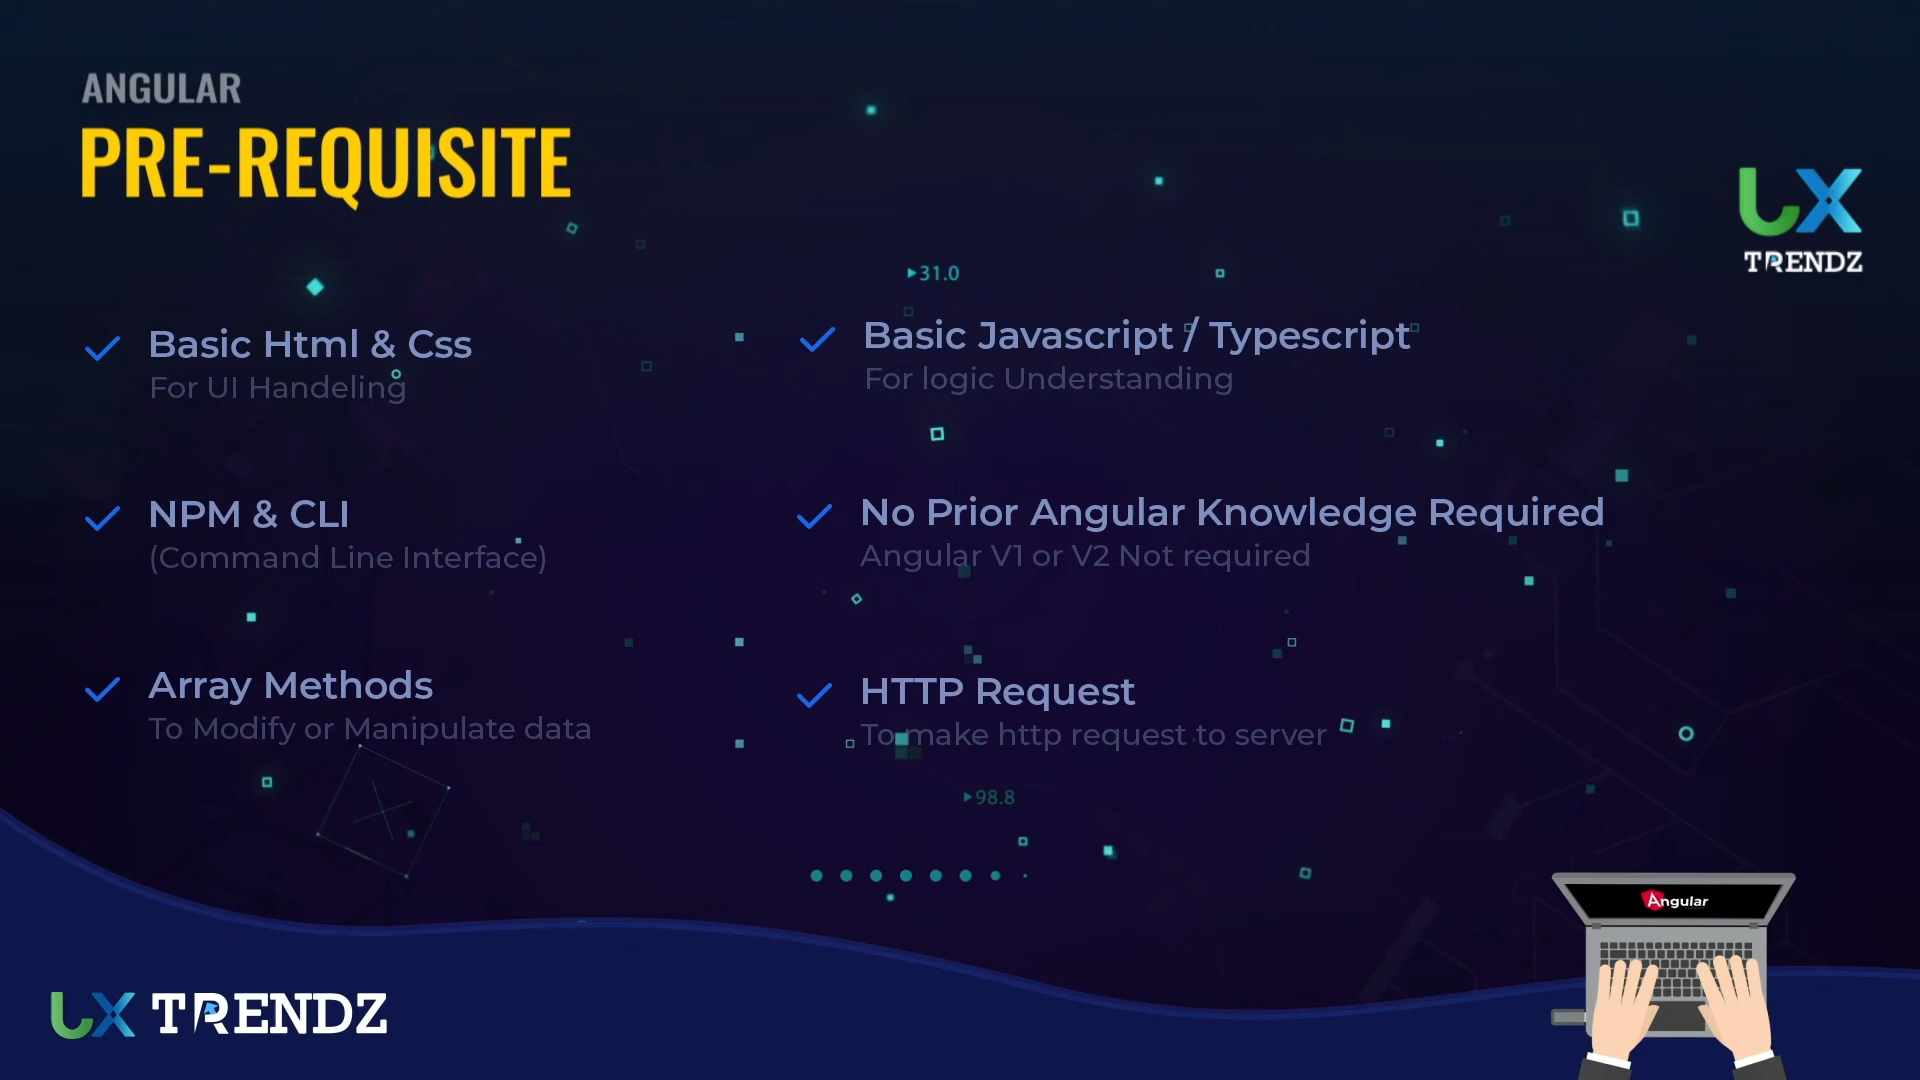 ANGULAR
PRE-REQUISITE
UX
TRENDZ
31.0
Basic Html & Css
For UI Handeling
Basic Javascript / Typescript
For logic Understanding
NPM & CLI
(Command Line Interface)
No Prior Angular Knowledge Required
Angular V1 or V2 Not required
Array Methods
To Modify or Manipulate data
HTTP Request
To make http request to server
98.8
Angular
UX TRENDZ